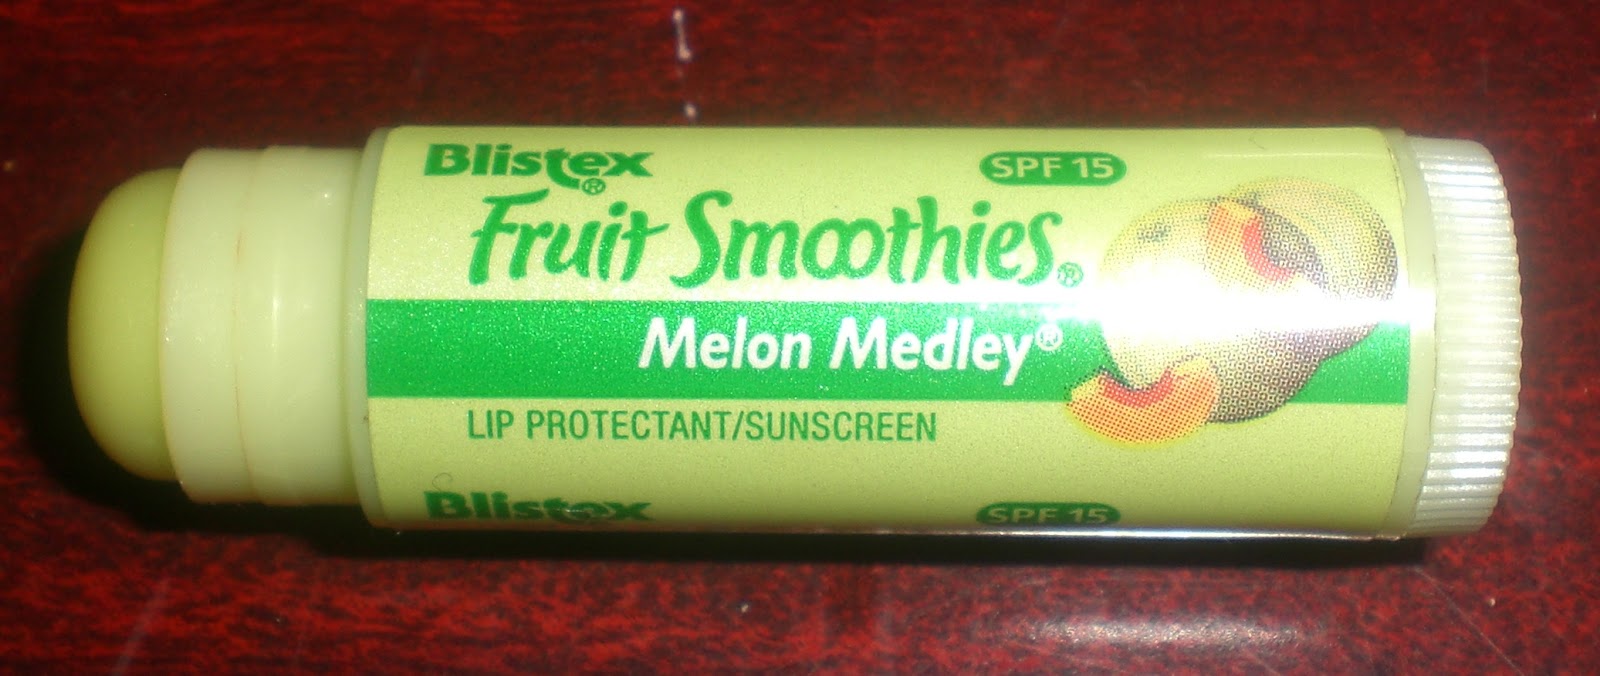 Blistex® SPF 15
Fruit Smoothies®
Melon Medley®
LIP PROTECTANT/SUNSCREEN
Blistex SPF 15